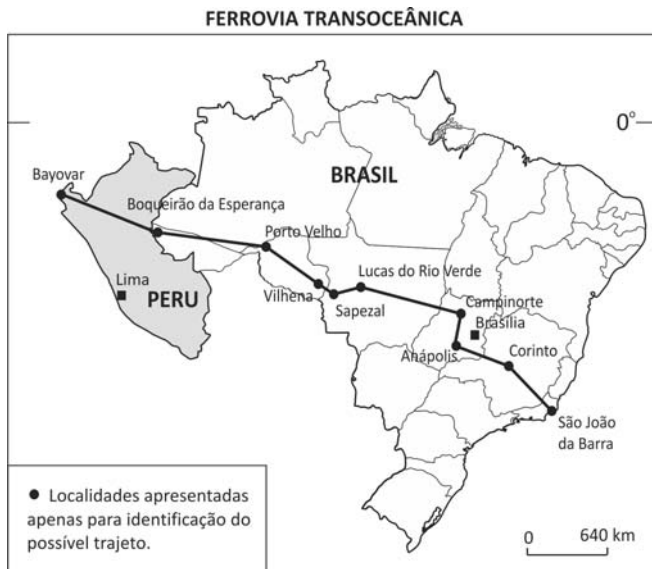 FERROVIA TRANSOCEÂNICA
0°
BRASIL
Bayovar
Boqueirão da Esperança
Porto Velho
Lima
PERU
Vilhena
Sapezal
Lucas do Rio Verde
Campinorte
Brasília
Anápolis
Corinto
São João
da Barra
● Localidades apresentadas
apenas para identificação do
possível trajeto.
0 640 km